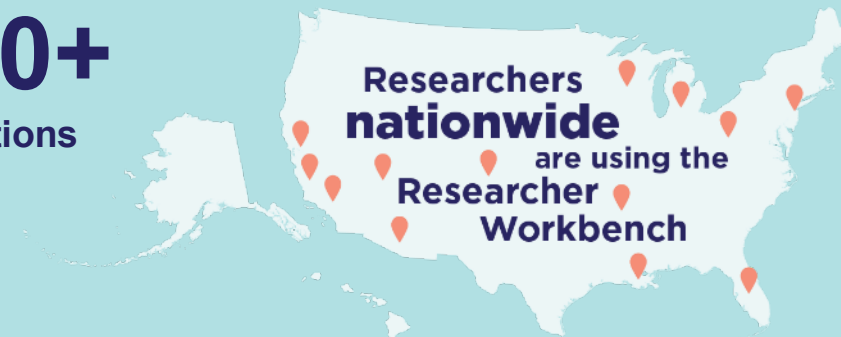 0+
tions
Researchers
nationwide
are using the
Researcher
Workbench